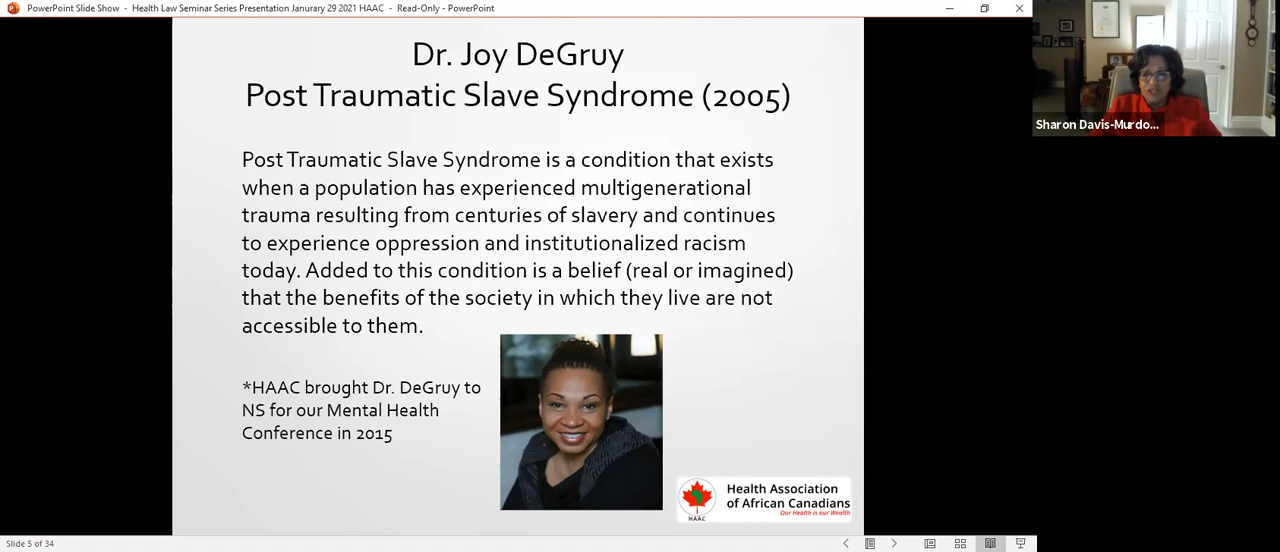 PowerPoint Slide Show - Health Law Seminar Series Presentation Janurary 29 2021 HAAC - Read-Only - PowerPoint
Dr. Joy DeGruy
Post Traumatic Slave Syndrome (2005)
Post Traumatic Slave Syndrome is a condition that exists
when a population has experienced multigenerational
trauma resulting from centuries of slavery and continues
to experience oppression and institutionalized racism
today. Added to this condition is a belief (real or imagined)
that the benefits of the society in which they live are not
accessible to them.
*HAAC brought Dr. DeGruy to
NS for our Mental Health
Conference in 2015
HAAC
Health Association
of African Canadians
Our Health is our Wealth
Sharon Davis-Murdo...
Slide 5 of 34